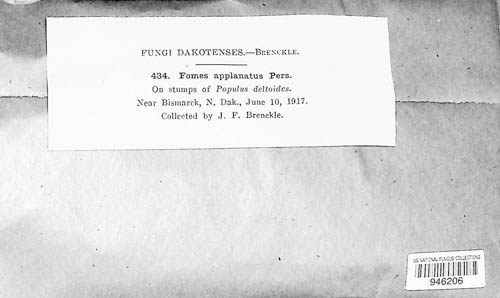 FUNGI DAKOTENSES.—BRENCKLE.
434. Fomes applanatus Pers.
On stumps of Populus deltoides.
Near Bismarck, N. Dak., June 10, 1917.
Collected by J. F. Brenckle.
US NATIONAL FUNGUS COLLECTIONS
946206